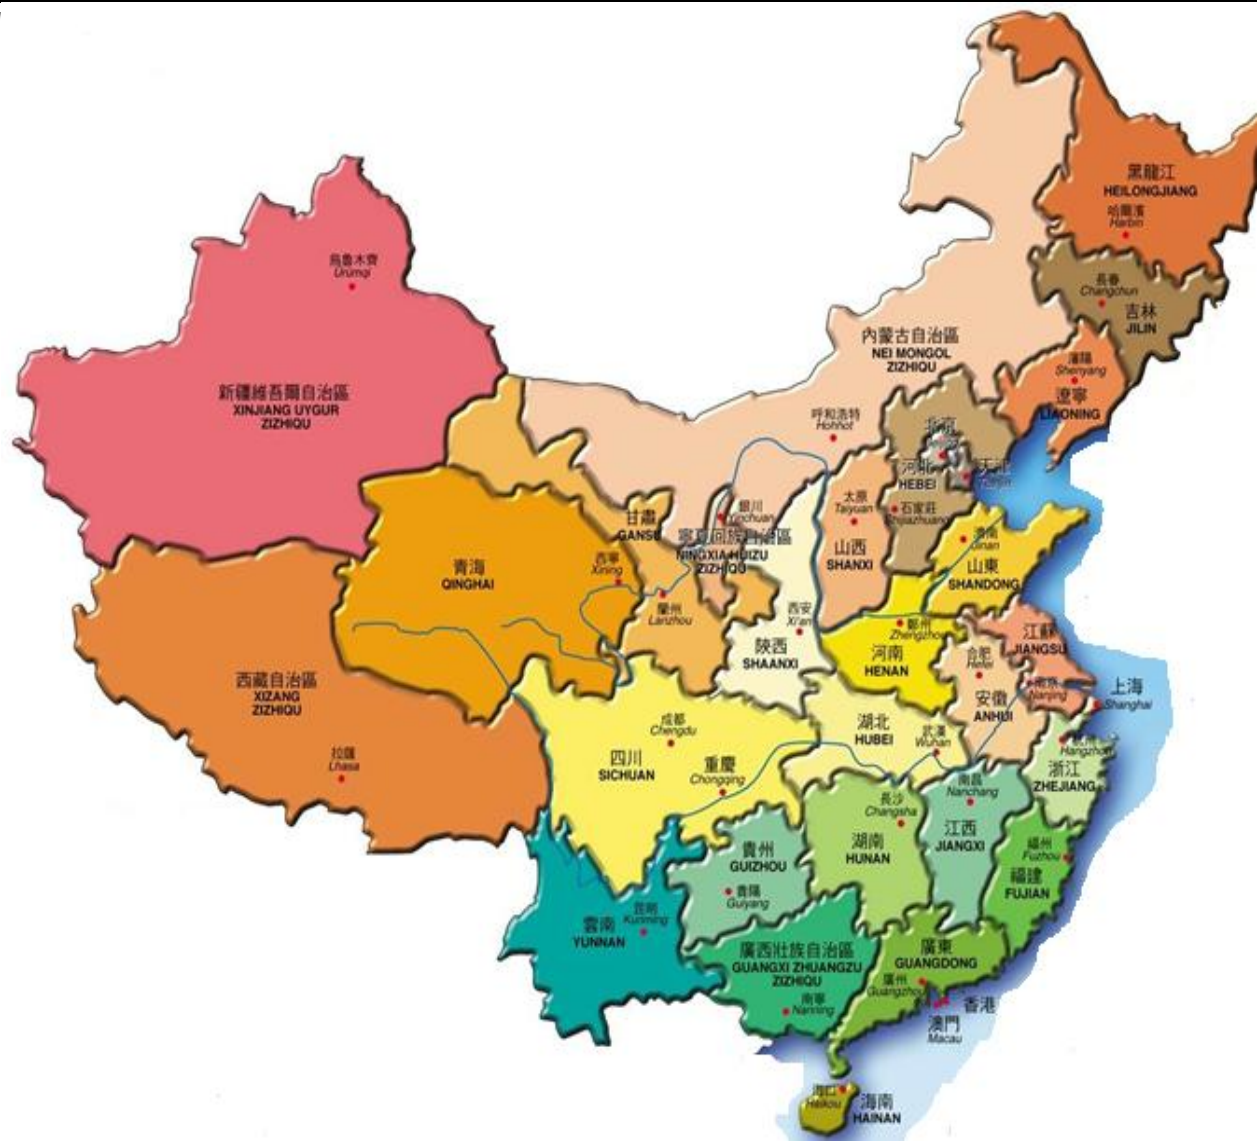 黑龍江
HEILONGJIANG
哈爾濱
Harbin
長春
Changchun
吉林
JILIN
瀋陽
Shenyang
遼寧
LIAONING
內蒙古自治區
NEI MONGOL
ZIZHIQU
呼和浩特
Hohhot
烏魯木齊
Urümqi
新疆維吾爾自治區
XINJIANG UYGUR
ZIZHIQU
北京
天津
河北
HEBEI
石家莊
Shijiazhuang
太原
Taiyuan
山西
SHANXI
濟南
Jinan
山東
SHANDONG
銀川
Yinchuan
寧夏回族自治區
NINGXIA HUIZU
ZIZHIQU
甘肅
GANSU
蘭州
Lanzhou
西寧
Xining
青海
QINGHAI
西安
Xi'an
陝西
SHAANXI
鄭州
Zhengzhou
河南
HENAN
江蘇
JIANGSU
南京
Nanjing
合肥
Hefei
安徽
ANHUI
上海
Shanghai
西藏自治區
XIZANG
ZIZHIQU
拉薩
Lhasa
成都
Chengdu
四川
SICHUAN
重慶
Chongqing
湖北
HUBEI
武漢
Wuhan
杭州
Hangzhou
浙江
ZHEJIANG
南昌
Nanchang
江西
JIANGXI
長沙
Changsha
湖南
HUNAN
貴州
GUIZHOU
貴陽
Guiyang
福州
Fuzhou
福建
FUJIAN
雲南
YUNNAN
昆明
Kunming
廣西壯族自治區
GUANGXI ZHUANGZU
ZIZHIQU
南寧
Nanning
廣東
GUANGDONG
廣州
Guangzhou
香港
澳門
Macau
海口
Haikou
海南
HAINAN